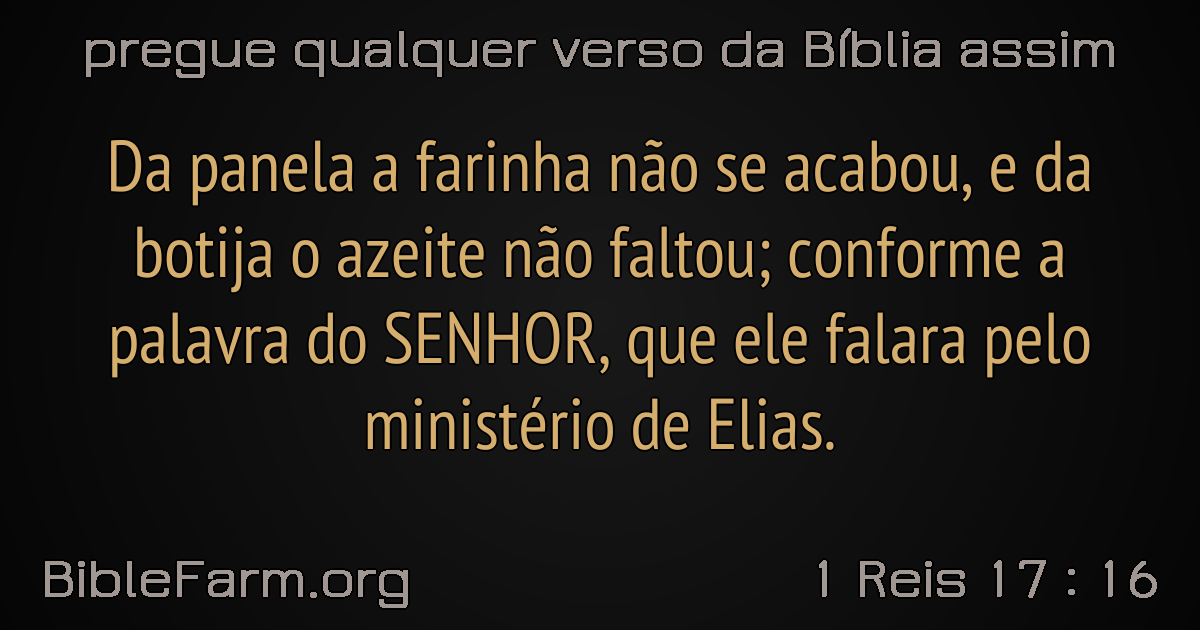 pregue qualquer verso da Bíblia assim
Da panela a farinha não se acabou, e da
botija o azeite não faltou; conforme a
palavra do SENHOR, que ele falara pelo
ministério de Elias.
BibleFarm.org
1 Reis 17 : 16